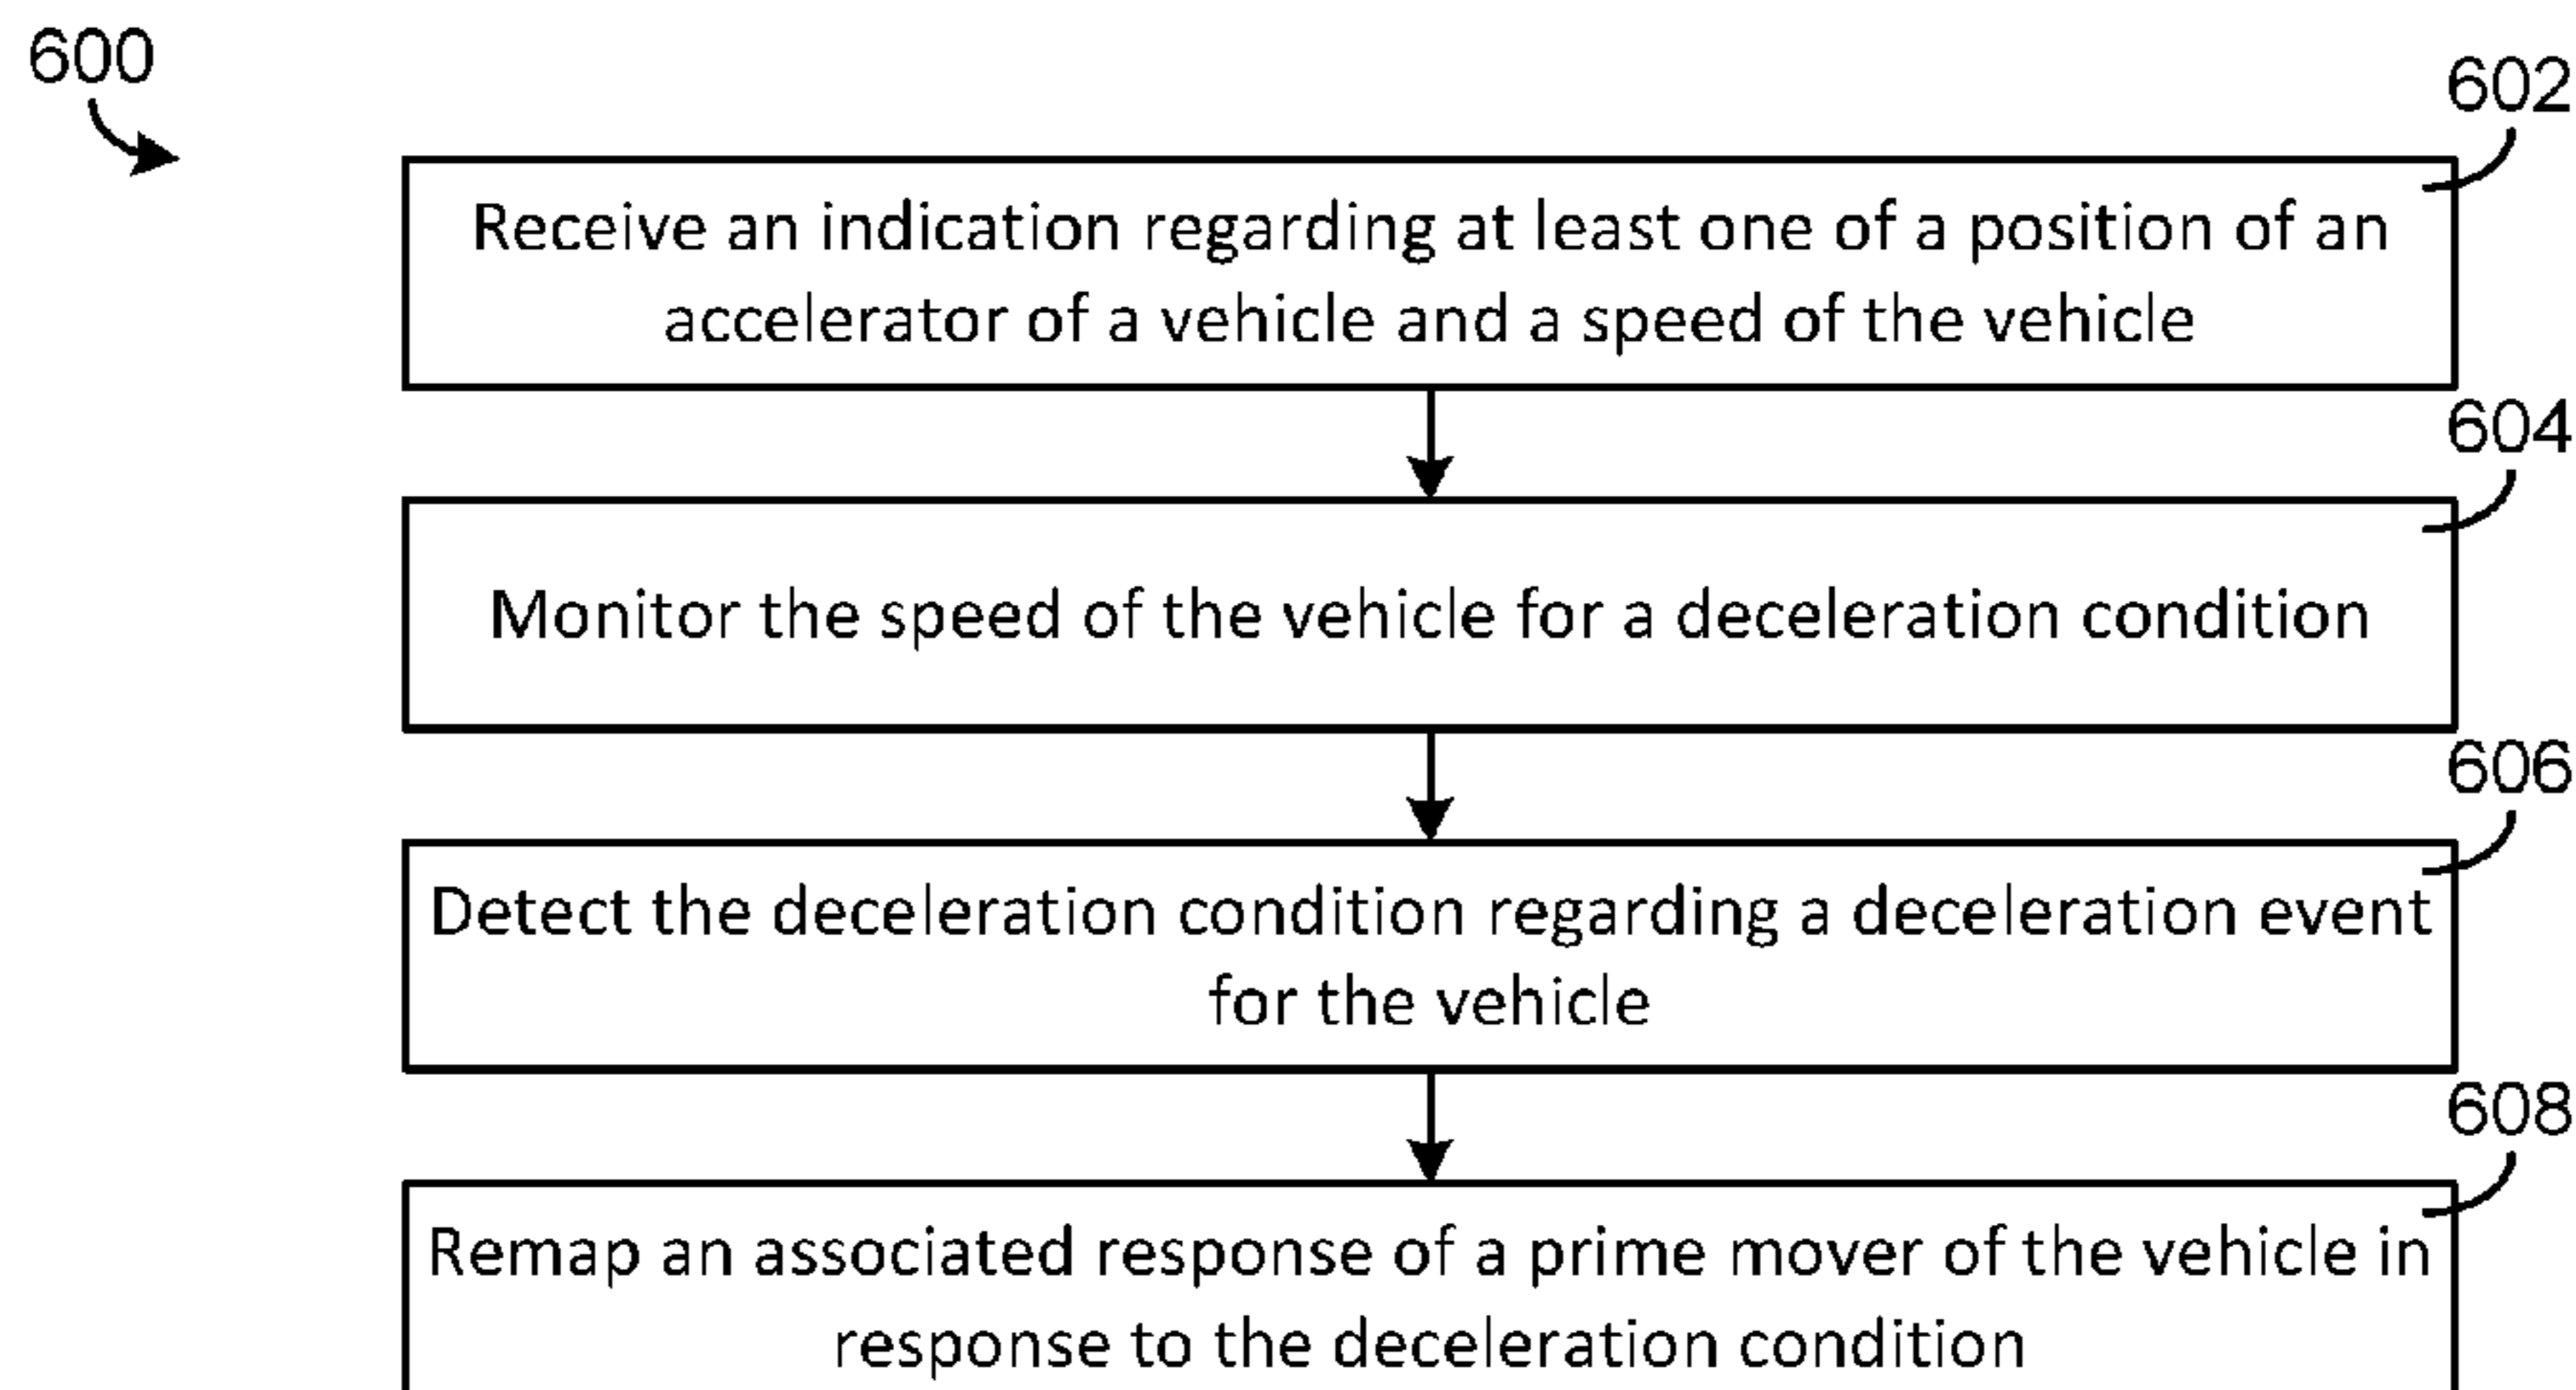 600
602
Receive an indication regarding at least one of a position of an
accelerator of a vehicle and a speed of the vehicle
604
Monitor the speed of the vehicle for a deceleration condition
606
Detect the deceleration condition regarding a deceleration event
for the vehicle
608
Remap an associated response of a prime mover of the vehicle in
response to the deceleration condition